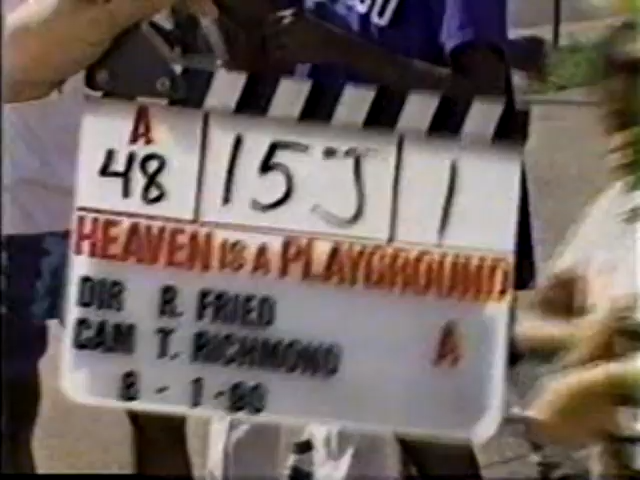 A
48 15J 1
HEAVEN IS A PLAYGROUND
DIR R. FRIED
CAM T. RICHMOND A
8 - 1-90